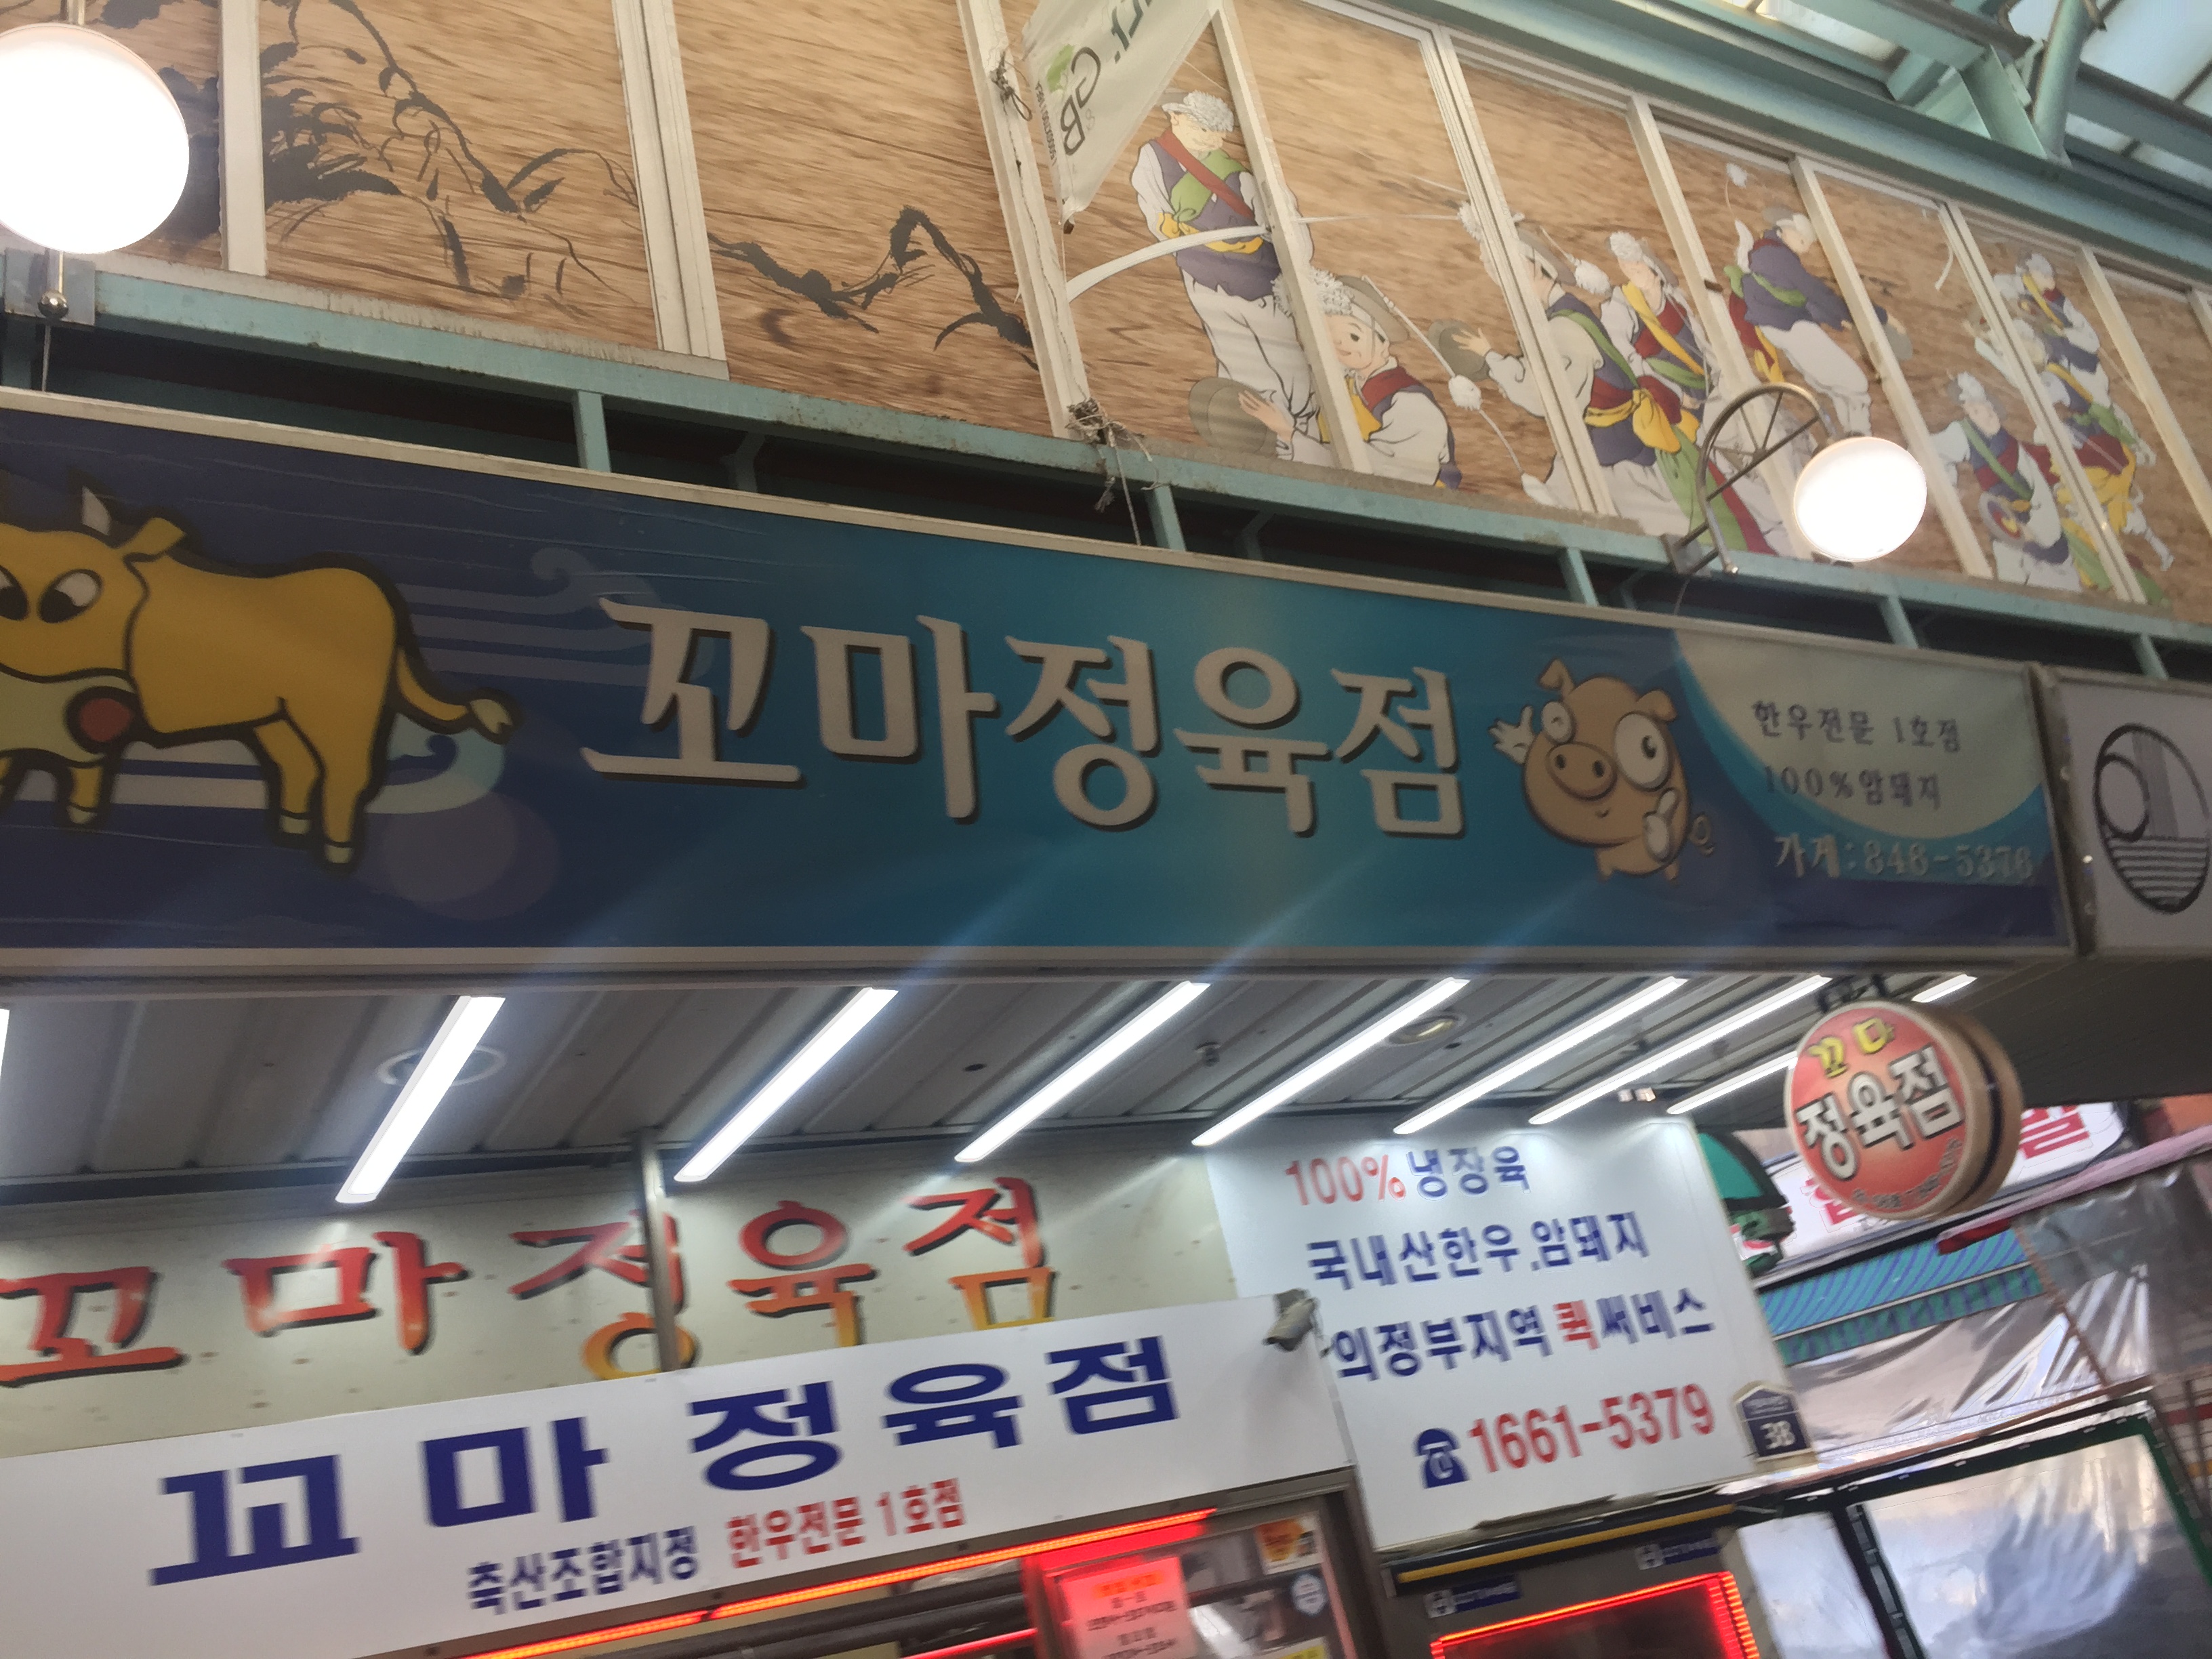 꼬마정육점
한우전문 1호점
100%암돼지
가게:848-5376
꼬마
정육점
꼬마정육점
100%냉장육
국내산한우.암돼지
의정부지역 퀵써비스
1661-5379
38
꼬마정육점
축산조합지정 한우전문 1호점